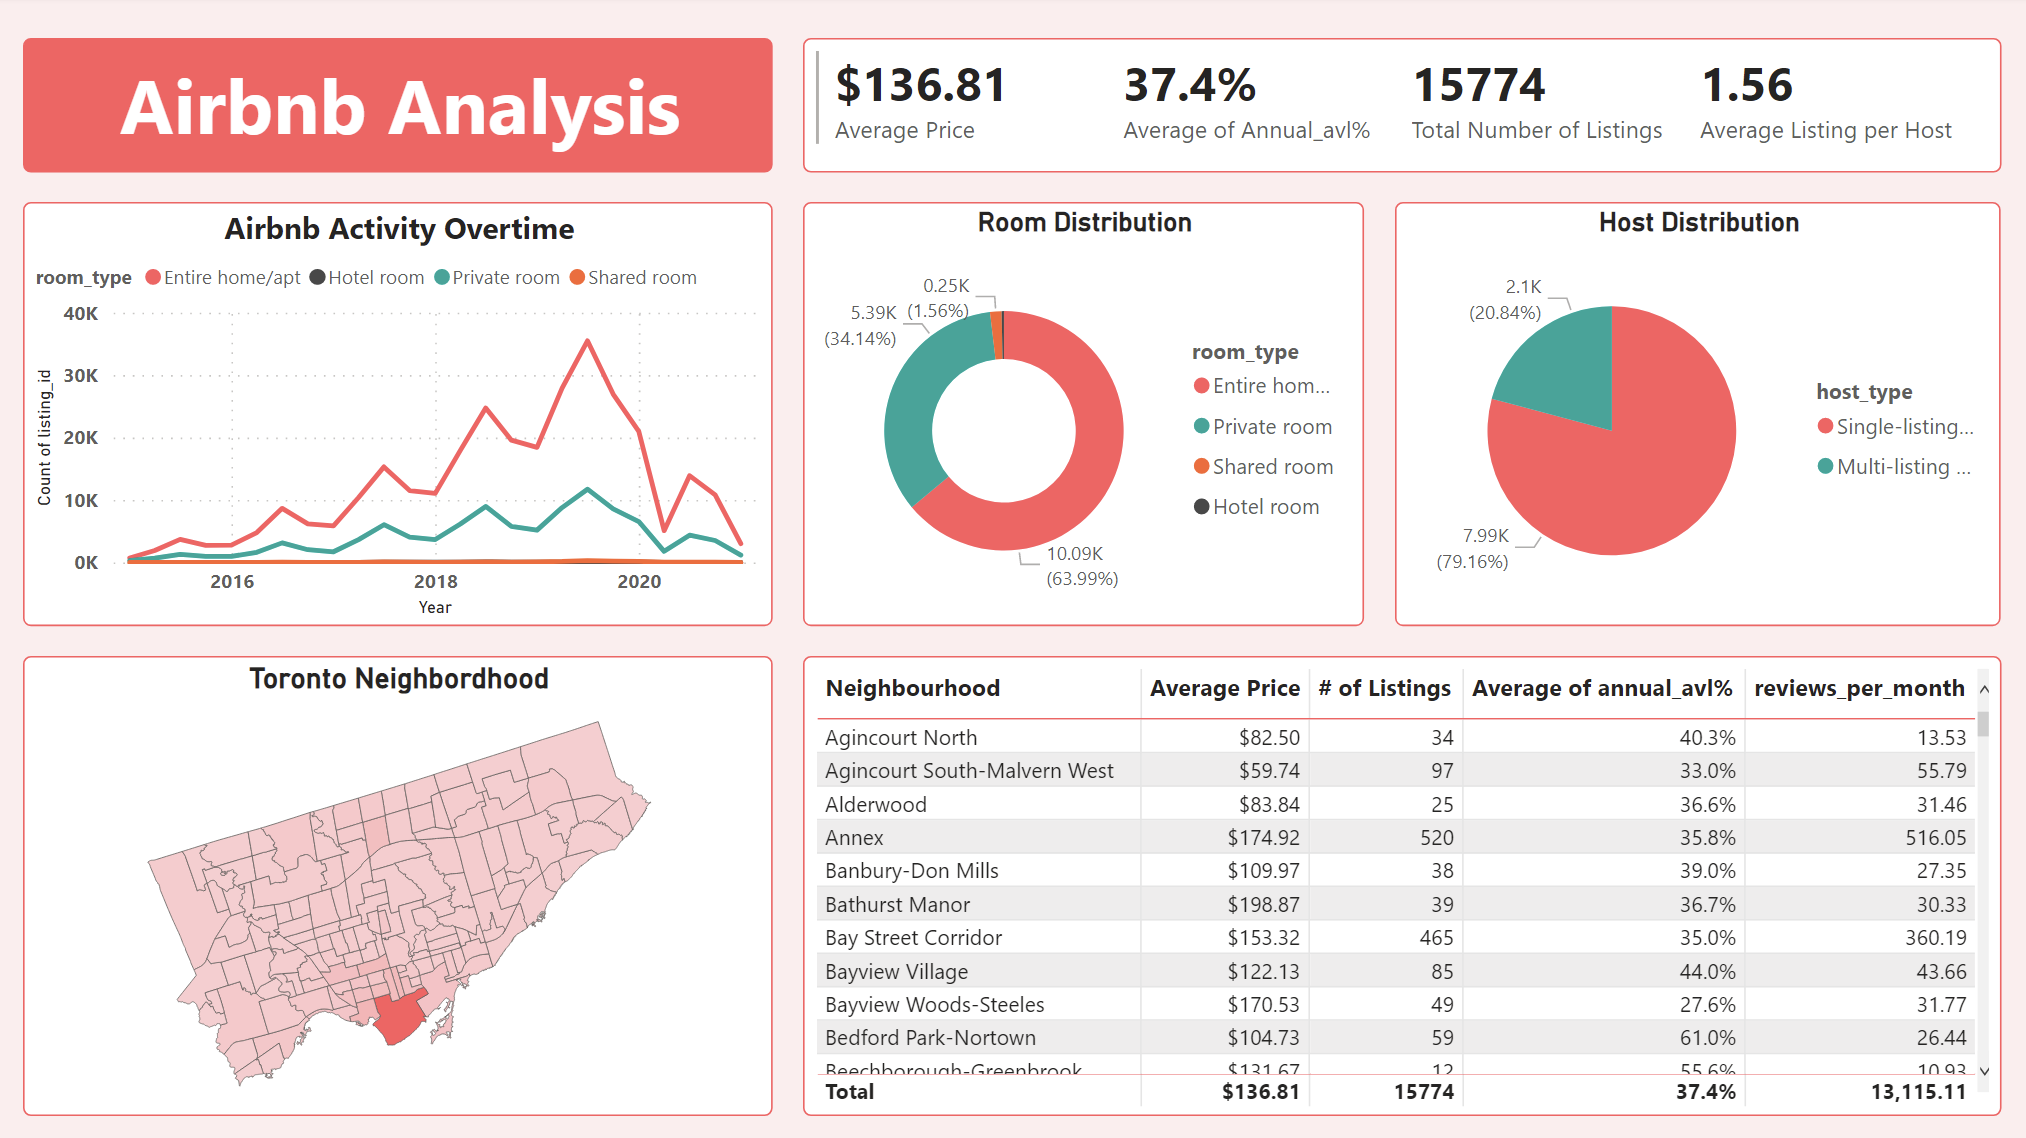 Airbnb Analysis
$136.81 37.4% 15774 1.56
Average Price Average of Annual_avl% Total Number of Listings Average Listing per Host
Airbnb Activity Overtime
room_type Entire home/apt Hotel room Private room Shared room
40K
30K
20K
10K
0K
Count of listing_id
2016 2018 2020
Year
Room Distribution
0.25K
(1.56%)
5.39K
(34.14%)
10.09K
(63.99%)
room_type
Entire hom...
Private room
Shared room
Hotel room
Host Distribution
2.1K
(20.84%)
7.99K
(79.16%)
host_type
Single-listing...
Multi-listing ...
Toronto Neighbordhood
Neighbourhood Average Price # of Listings Average of annual_avl% reviews_per_month
Agincourt North $82.50 34 40.3% 13.53
Agincourt South-Malvern West $59.74 97 33.0% 55.79
Alderwood $83.84 25 36.6% 31.46
Annex $174.92 520 35.8% 516.05
Banbury-Don Mills $109.97 38 39.0% 27.35
Bathurst Manor $198.87 39 36.7% 30.33
Bay Street Corridor $153.32 465 35.0% 360.19
Bayview Village $122.13 85 44.0% 43.66
Bayview Woods-Steeles $170.53 49 27.6% 31.77
Bedford Park-Nortown $104.73 59 61.0% 26.44
Beechborough-Greenbrook $131.67 12 55.6% 10.93
Total $136.81 15774 37.4% 13,115.11